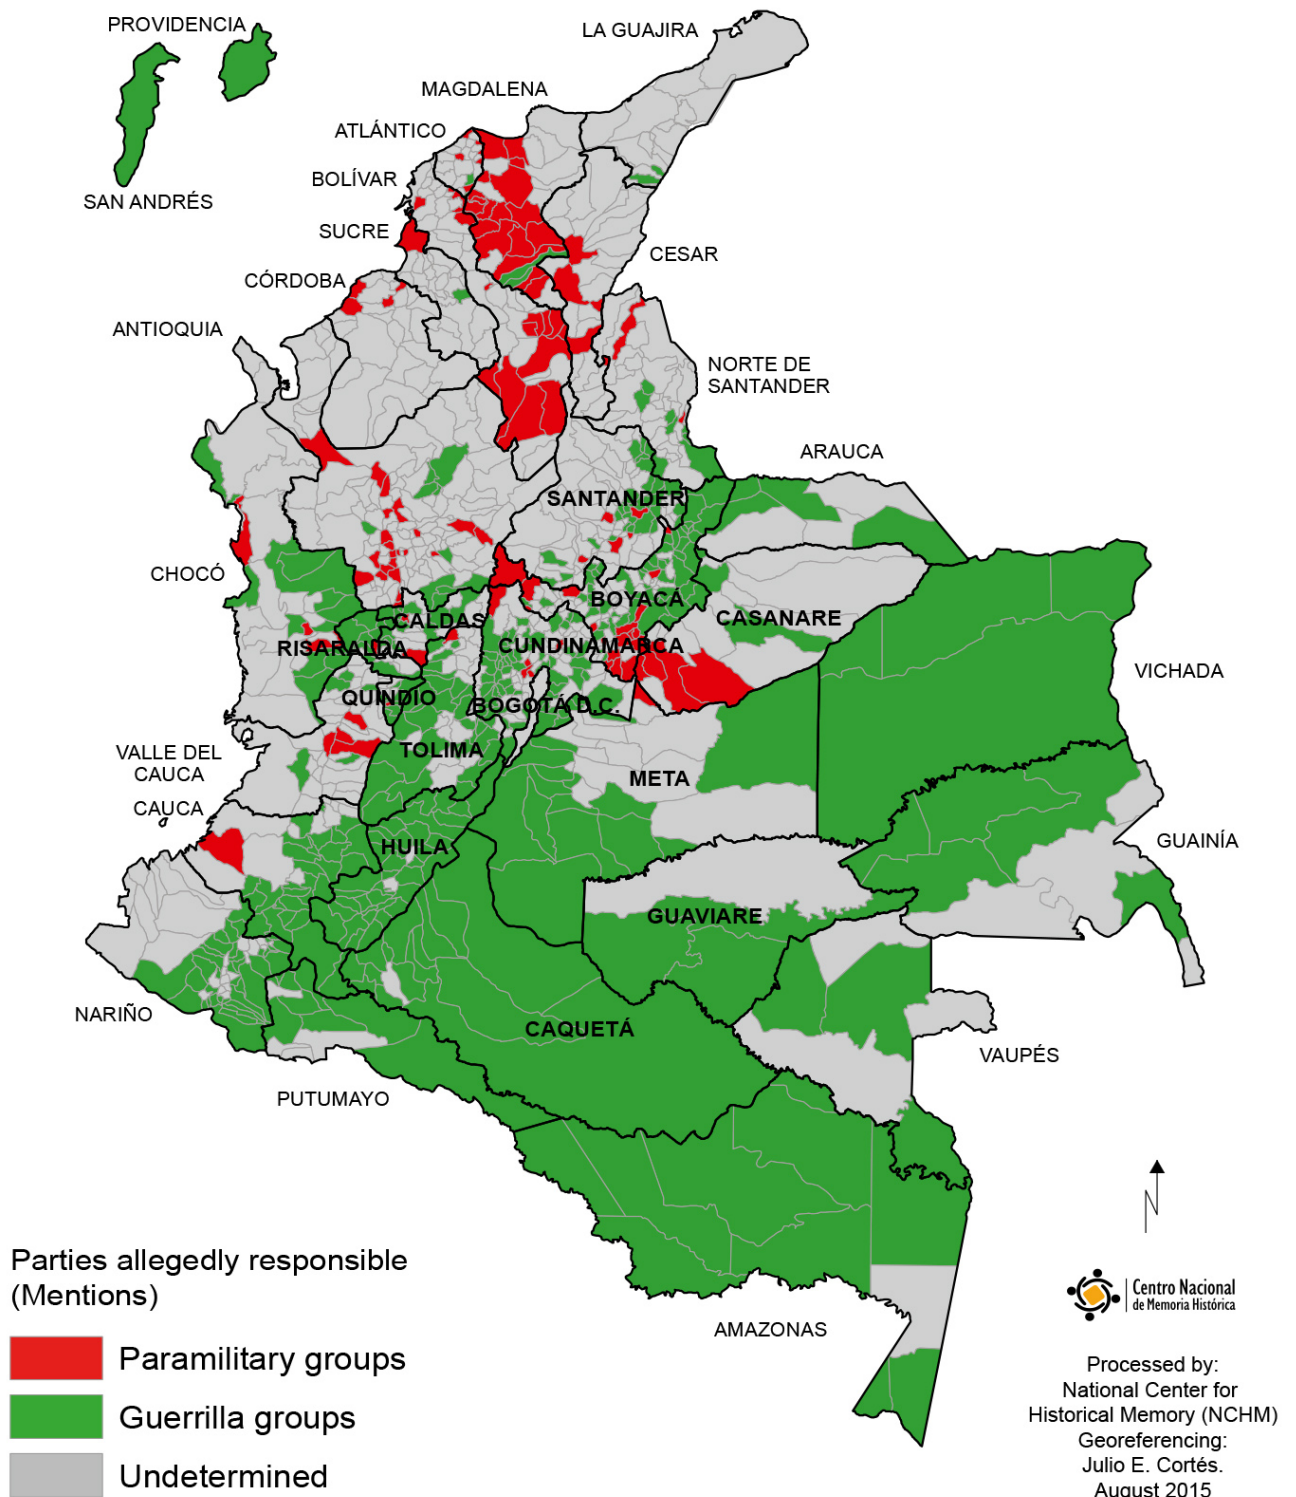 PROVIDENCIA
LA GUAJIRA
MAGDALENA
ATLÁNTICO
BOLÍVAR
SAN ANDRÉS
SUCRE
CESAR
CÓRDOBA
ANTIOQUIA
NORTE DE
SANTANDER
ARAUCA
SANTANDER
CHOCÓ
BOYACÁ
CALDAS
CASANARE
RISARALDA
CUNDINAMARCA
VICHADA
QUINDÍO
BOGOTÁ D.C.
TOLIMA
VALLE DEL
CAUCA
META
CAUCA
GUAINÍA
HUILA
GUAVIARE
NARIÑO
CAQUETÁ
VAUPÉS
PUTUMAYO
AMAZONAS
N
Parties allegedly responsible
(Mentions)
Paramilitary groups
Guerrilla groups
Undetermined
Centro Nacional
de Memoria Histórica
Processed by:
National Center for
Historical Memory (NCHM)
Georeferencing:
Julio E. Cortés.
August 2015